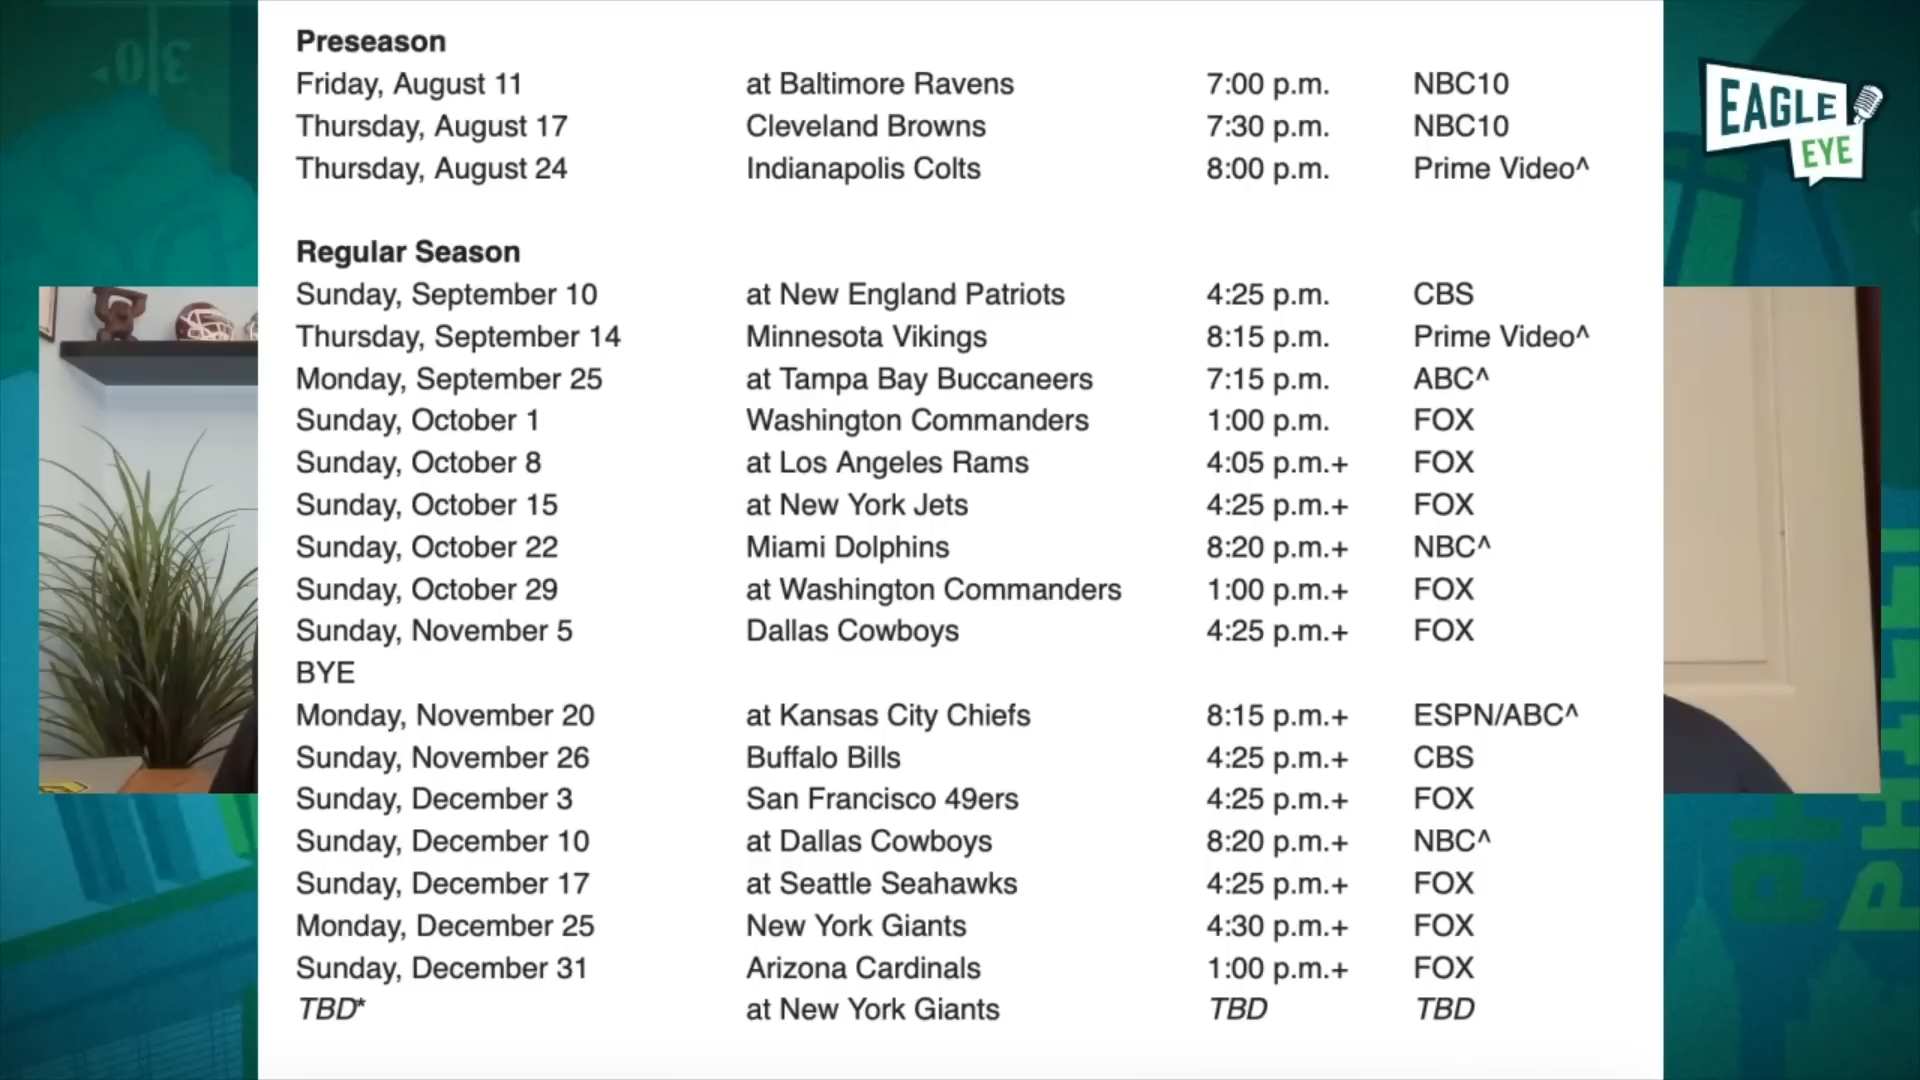 Preseason
Friday, August 11 at Baltimore Ravens 7:00 p.m. NBC10
Thursday, August 17 Cleveland Browns 7:30 p.m. NBC10
Thursday, August 24 Indianapolis Colts 8:00 p.m. Prime Video^
Regular Season
Sunday, September 10 at New England Patriots 4:25 p.m. CBS
Thursday, September 14 Minnesota Vikings 8:15 p.m. Prime Video^
Monday, September 25 at Tampa Bay Buccaneers 7:15 p.m. ABC^
Sunday, October 1 Washington Commanders 1:00 p.m. FOX
Sunday, October 8 at Los Angeles Rams 4:05 p.m.+ FOX
Sunday, October 15 at New York Jets 4:25 p.m.+ FOX
Sunday, October 22 Miami Dolphins 8:20 p.m.+ NBC^
Sunday, October 29 at Washington Commanders 1:00 p.m.+ FOX
Sunday, November 5 Dallas Cowboys 4:25 p.m.+ FOX
BYE
Monday, November 20 at Kansas City Chiefs 8:15 p.m.+ ESPN/ABC^
Sunday, November 26 Buffalo Bills 4:25 p.m.+ CBS
Sunday, December 3 San Francisco 49ers 4:25 p.m.+ FOX
Sunday, December 10 at Dallas Cowboys 8:20 p.m.+ NBC^
Sunday, December 17 at Seattle Seahawks 4:25 p.m.+ FOX
Monday, December 25 New York Giants 4:30 p.m.+ FOX
Sunday, December 31 Arizona Cardinals 1:00 p.m.+ FOX
TBD* at New York Giants TBD TBD
EAGLE
EYE